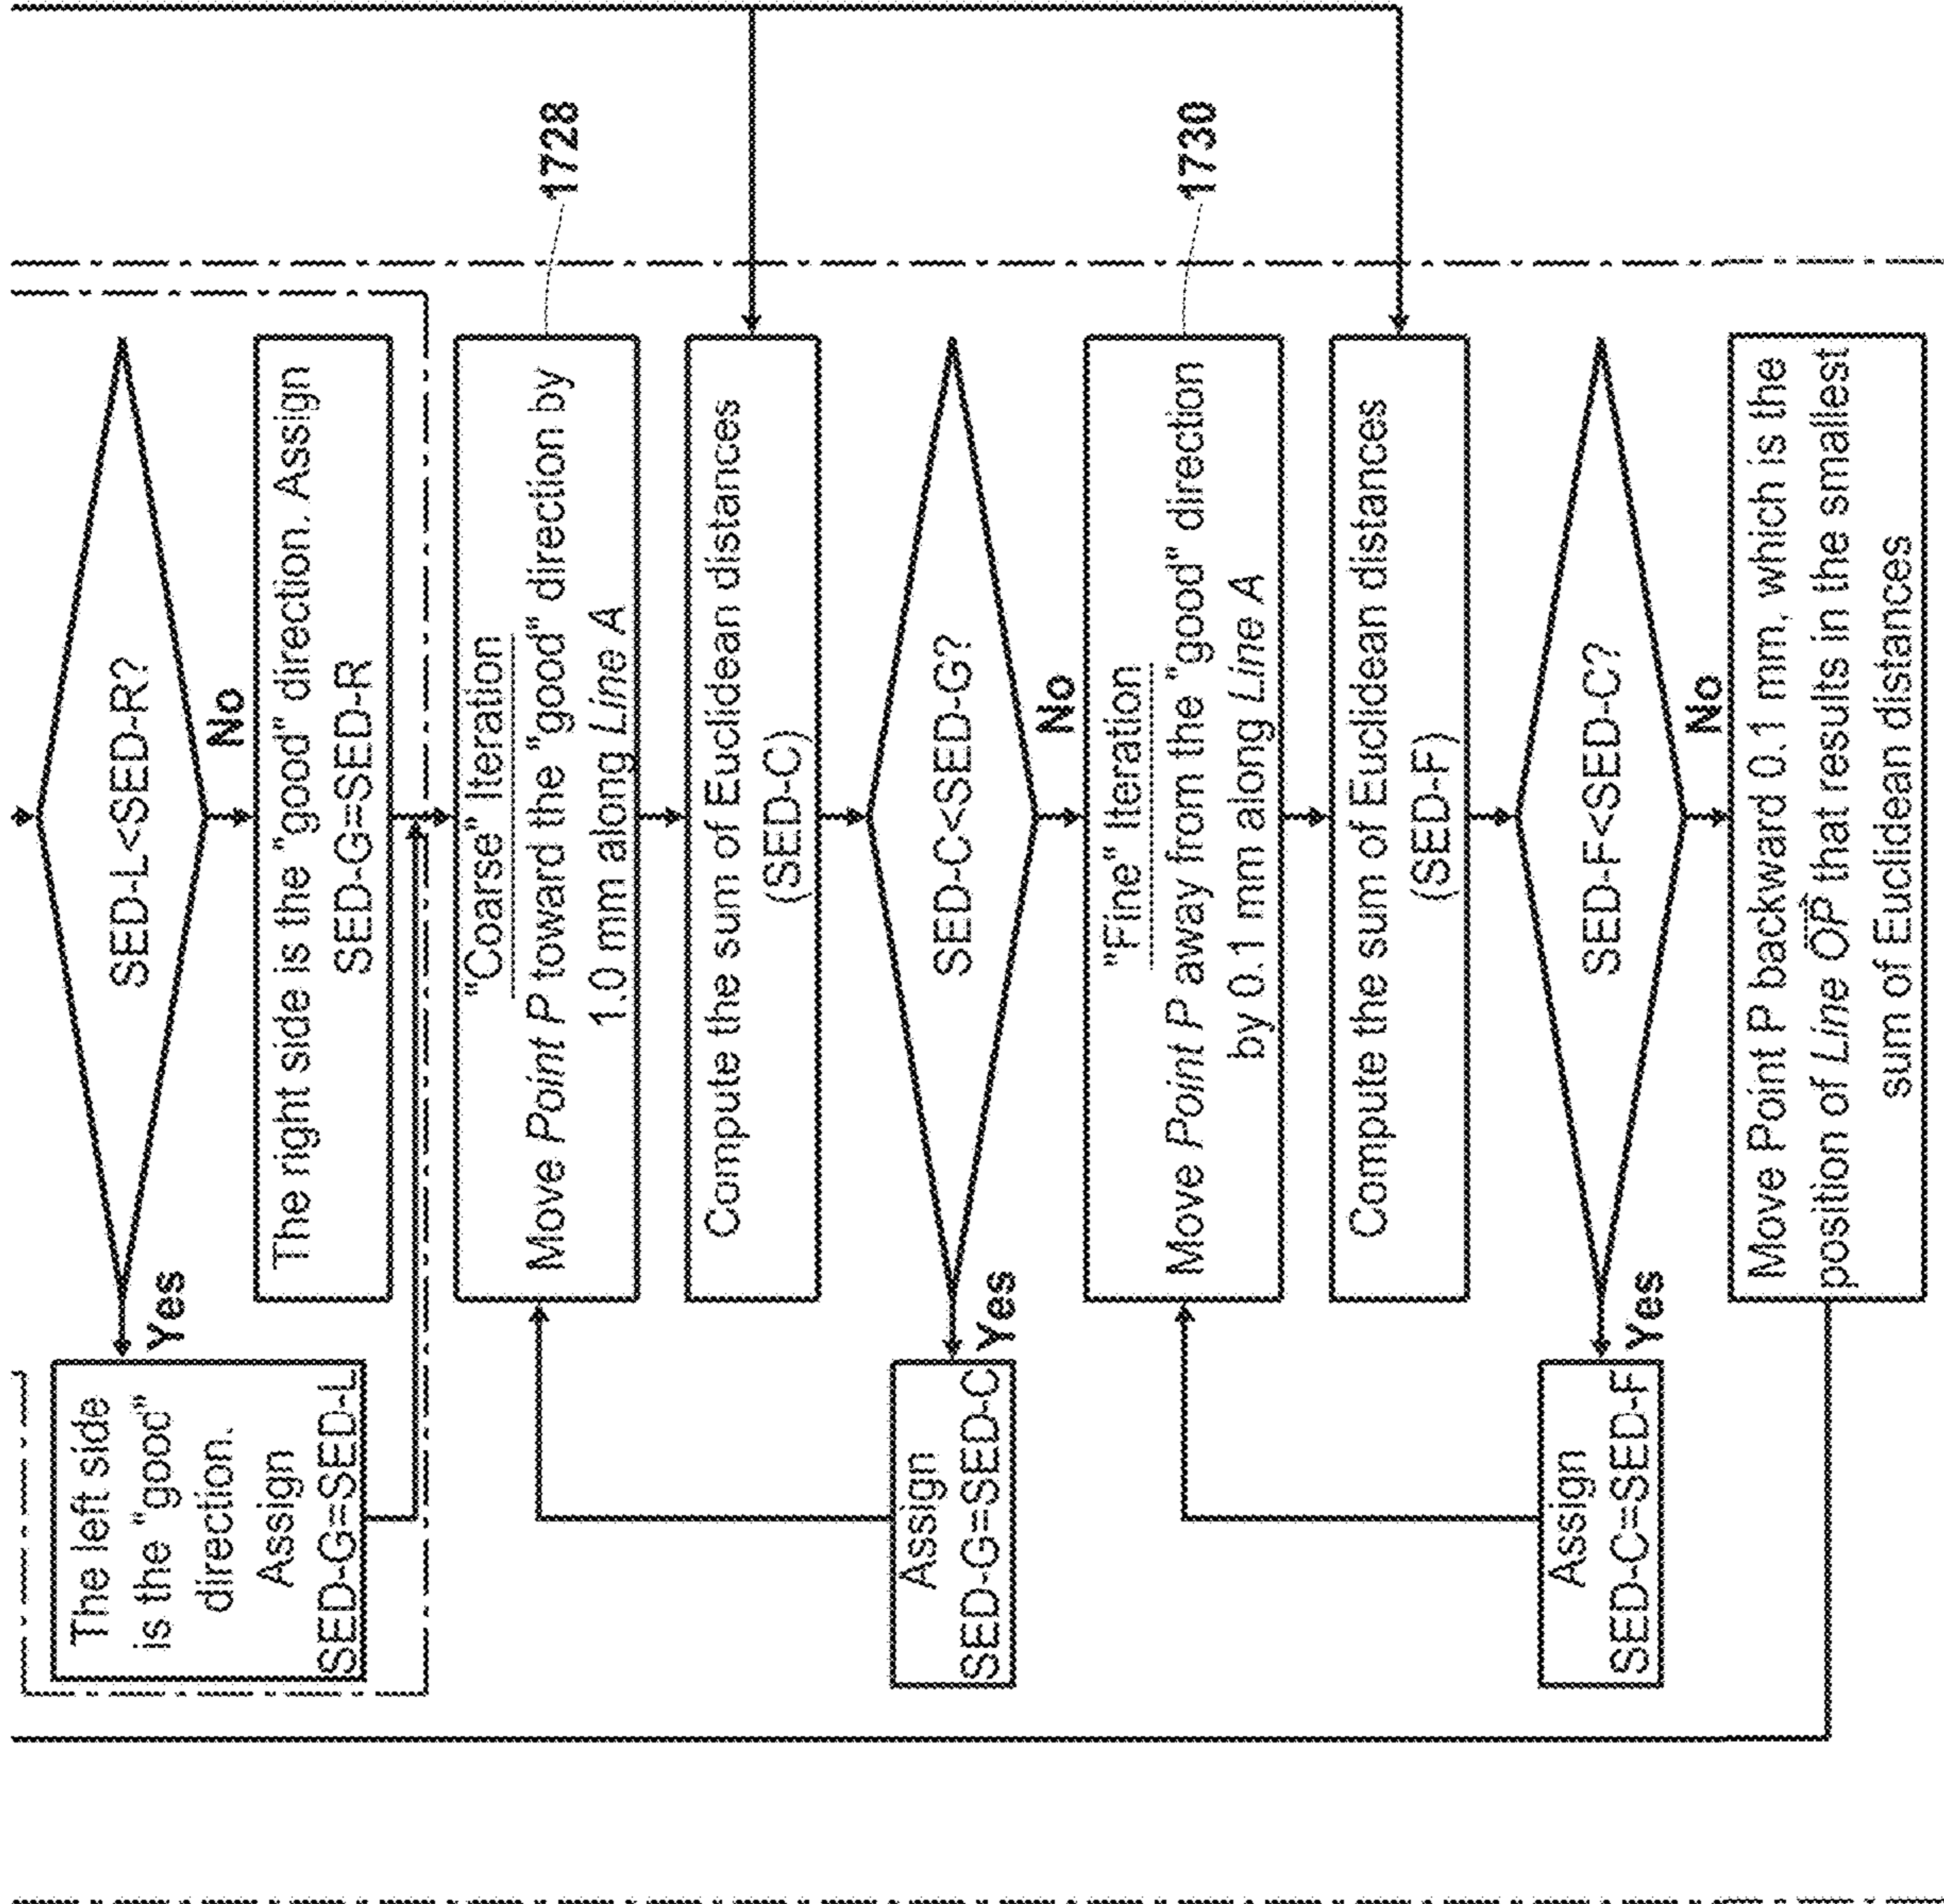 SED-L<SED-R?
Yes
No
The left side
is the "good"
direction.
Assign
SED-G=SED-L
The right side is the "good" direction. Assign
SED-G=SED-R
"Coarse" Iteration
Move Point P toward the "good" direction by
1.0 mm along Line A
1728
Compute the sum of Euclidean distances
(SED-C)
SED-C<SED-G?
Yes
No
Assign
SED-G=SED-C
"Fine" Iteration
Move Point P away from the "good" direction
by 0.1 mm along Line A
1730
Compute the sum of Euclidean distances
(SED-F)
SED-F<SED-C?
Yes
No
Assign
SED-C=SED-F
Move Point P backward 0.1 mm, which is the
position of Line OP that results in the smallest
sum of Euclidean distances